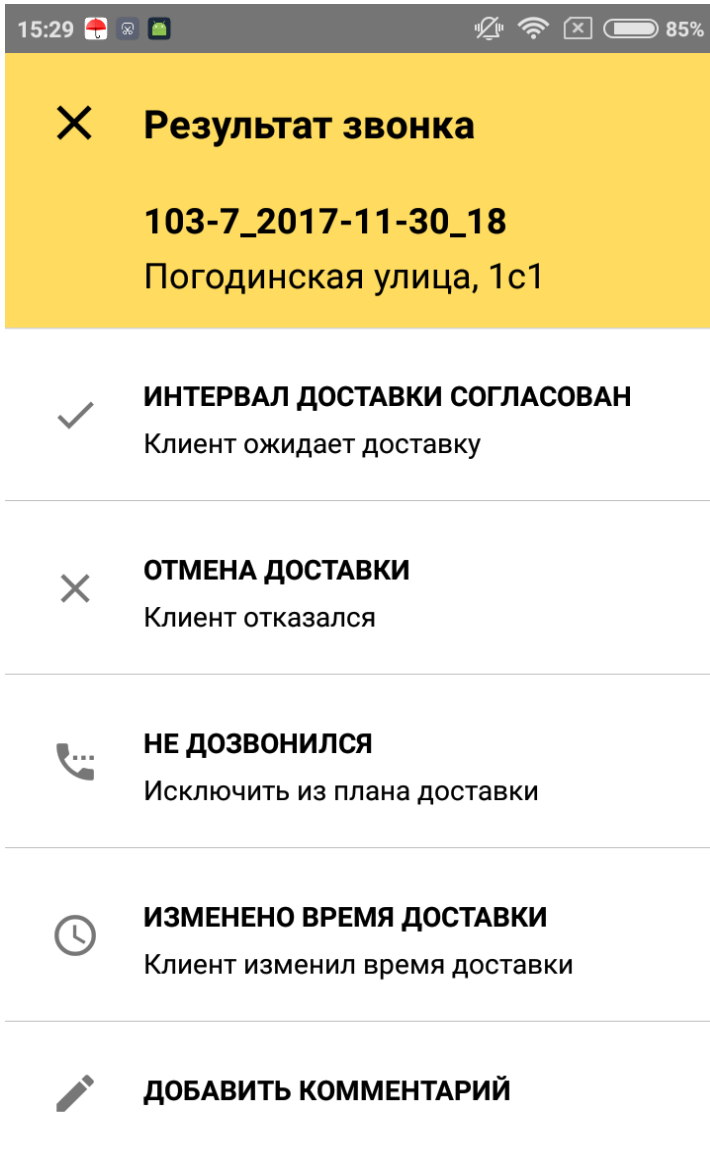 15:29 85%
Результат звонка
103-7_2017-11-30_18
Погодинская улица, 1с1
ИНТЕРВАЛ ДОСТАВКИ СОГЛАСОВАН
Клиент ожидает доставку
ОТМЕНА ДОСТАВКИ
Клиент отказался
НЕ ДОЗВОНИЛСЯ
Исключить из плана доставки
ИЗМЕНЕНО ВРЕМЯ ДОСТАВКИ
Клиент изменил время доставки
ДОБАВИТЬ КОММЕНТАРИЙ